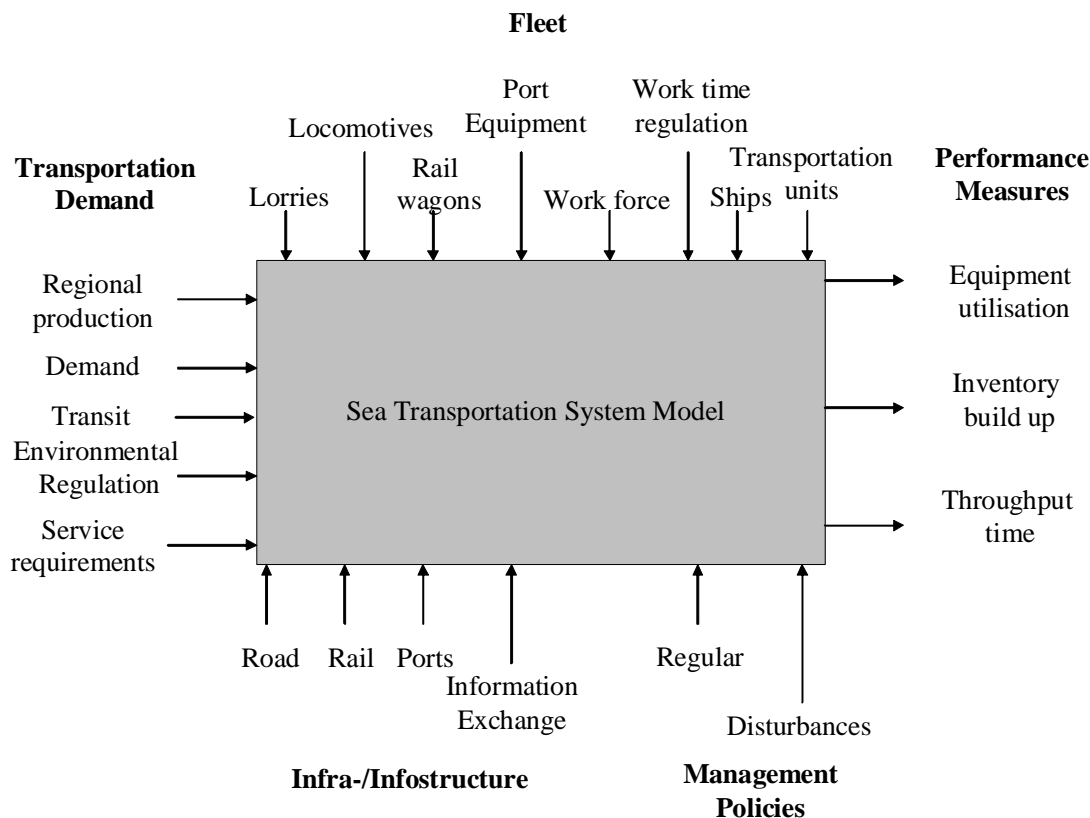 Fleet
Port
Equipment
Work time
regulation
Locomotives
Transportation
Demand
Rail
wagons
Transportation
units
Performance
Measures
Lorries
Work force
Ships
Regional
production
Equipment
utilisation
Demand
Sea Transportation System Model
Inventory
build up
Transit
Environmental
Regulation
Service
requirements
Throughput
time
Road
Rail
Ports
Information
Exchange
Regular
Disturbances
Infra-/Infostructure
Management
Policies